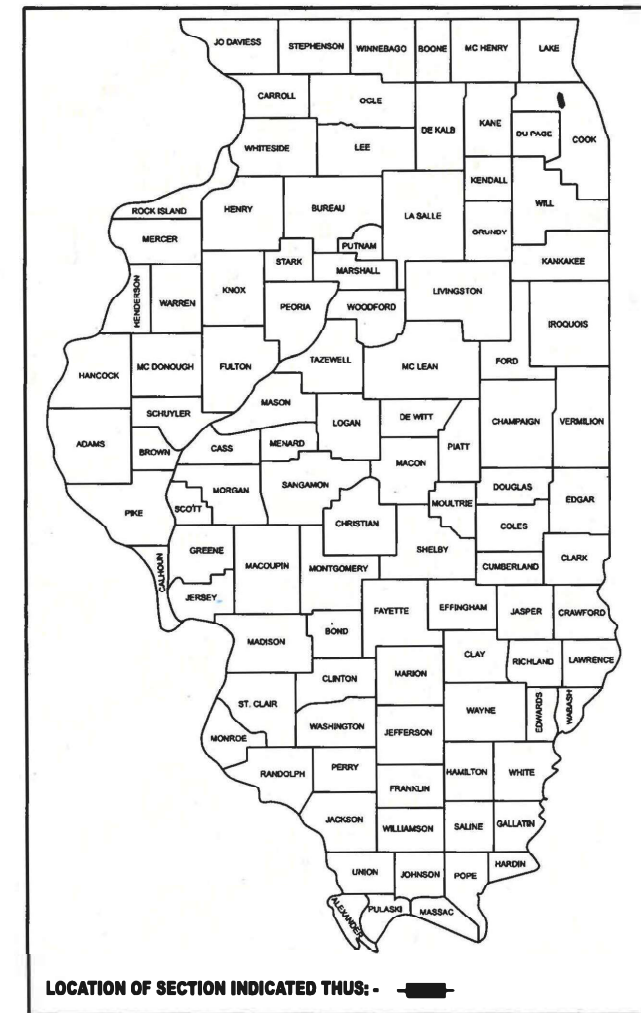 JO DAVIESS STEPHENSON WINNEBAGO BOONE MC HENRY LAKE
CARROLL OGLE DE KALB KANE DU PAGE COOK
WHITESIDE LEE KENDALL WILL
ROCK ISLAND HENRY BUREAU LA SALLE GRUNDY
MERCER PUTNAM KANKAKEE
STARK MARSHALL
HENDERSON WARREN KNOX PEORIA WOODFORD LIVINGSTON IROQUOIS
HANCOCK MC DONOUGH FULTON TAZEWELL MC LEAN FORD
SCHUYLER MASON LOGAN DE WITT CHAMPAIGN VERMILION
ADAMS BROWN CASS MENARD MACON PIATT
PIKE SCOTT MORGAN SANGAMON MOULTRIE DOUGLAS EDGAR
CHRISTIAN COLES
CALHOUN GREENE MACOUPIN MONTGOMERY SHELBY CUMBERLAND CLARK
JERSEY FAYETTE EFFINGHAM JASPER CRAWFORD
MADISON BOND
CLINTON MARION CLAY RICHLAND LAWRENCE
ST. CLAIR WAYNE EDWARDS WABASH
MONROE WASHINGTON JEFFERSON
RANDOLPH PERRY FRANKLIN HAMILTON WHITE
JACKSON WILLIAMSON SALINE GALLATIN
UNION JOHNSON POPE HARDIN
ALEXANDER PULASKI MASSAC
LOCATION OF SECTION INDICATED THUS: -